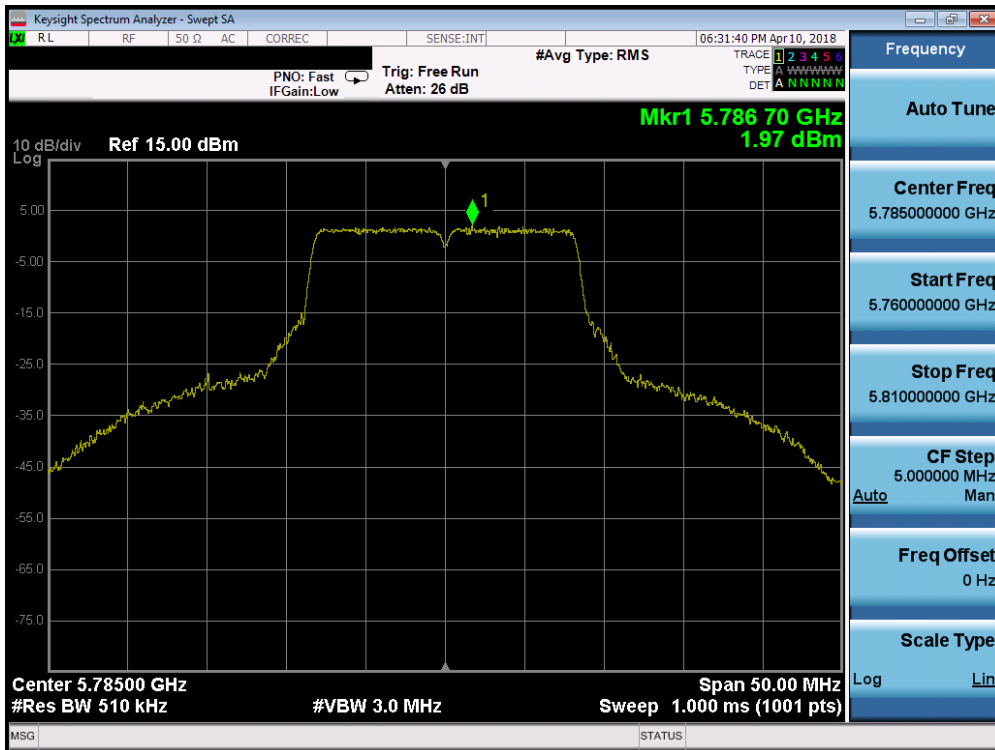 Keysight Spectrum Analyzer - Swept SA
LXI RL RF 50 Ω AC CORREC SENSE:INT 06:31:40 PM Apr 10, 2018
#Avg Type: RMS
TRACE 1 2 3 4 5 6
PNO: Fast Trig: Free Run
TYPE A WWWWW
IFGain:Low Atten: 26 dB
DET A N N N N N
Mkr1 5.786 70 GHz
1.97 dBm
10 dB/div Ref 15.00 dBm
Log
1
5.00
-5.00
-15.0
-25.0
-35.0
-45.0
-55.0
-65.0
-75.0
Center 5.78500 GHz Span 50.00 MHz
#Res BW 510 kHz #VBW 3.0 MHz Sweep 1.000 ms (1001 pts)
MSG STATUS
Frequency
Auto Tune
Center Freq
5.785000000 GHz
Start Freq
5.760000000 GHz
Stop Freq
5.810000000 GHz
CF Step
5.000000 MHz
Auto Man
Freq Offset
0 Hz
Scale Type
Log Lin